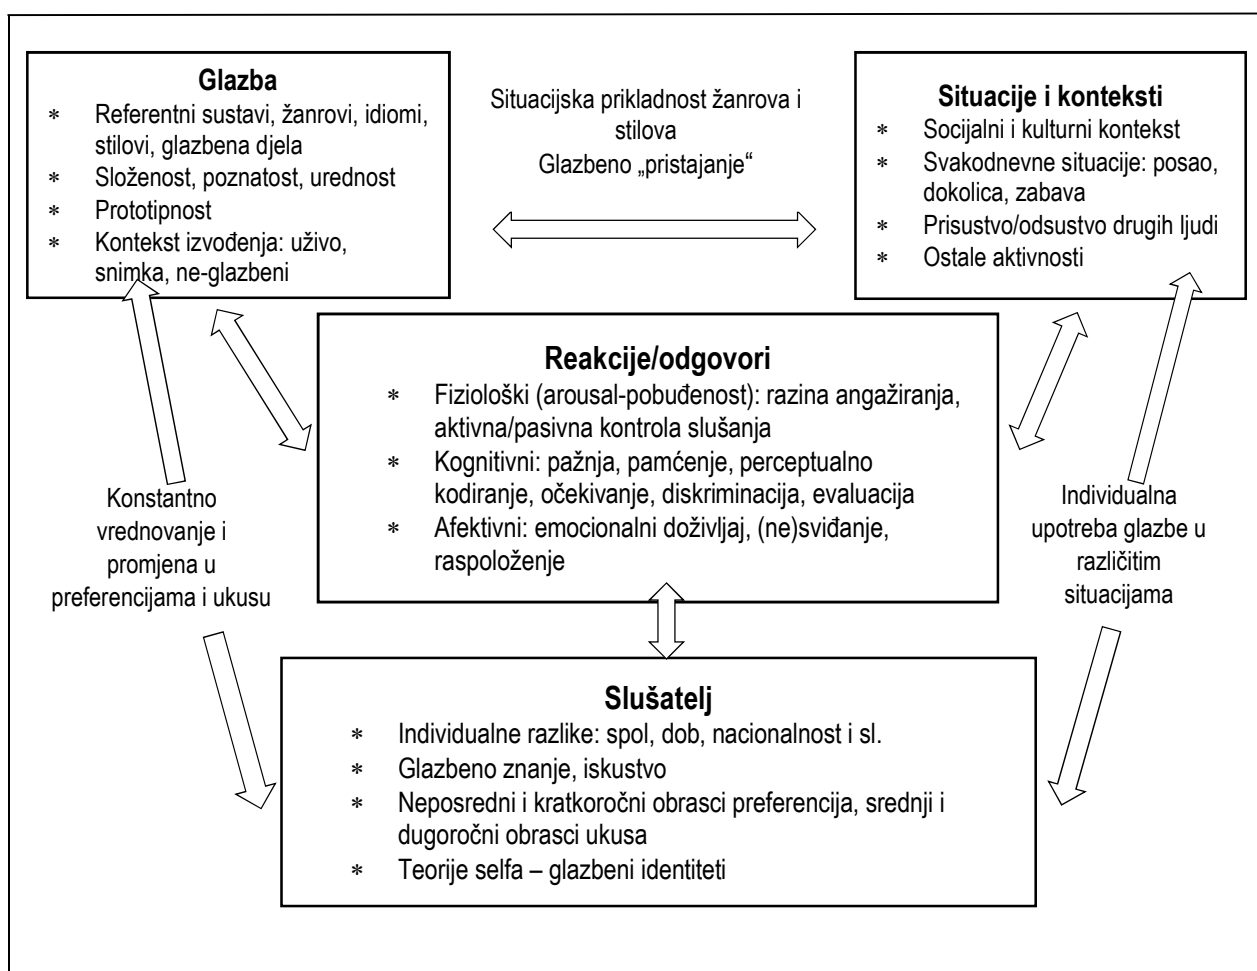 Glazba
* Referentni sustavi, žanrovi, idiomi,
stilovi, glazbena djela
* Složenost, poznatost, urednost
* Prototipnost
* Kontekst izvođenja: uživo,
snimka, ne-glazbeni
Situacijska prikladnost žanrova i
stilova
Glazbeno „pristajanje“
Situacije i konteksti
* Socijalni i kulturni kontekst
* Svakodnevne situacije: posao,
dokolica, zabava
* Prisustvo/odsustvo drugih ljudi
* Ostale aktivnosti
Reakcije/odgovori
* Fiziološki (arousal-pobuđenost): razina angažiranja,
aktivna/pasivna kontrola slušanja
* Kognitivni: pažnja, pamćenje, perceptualno
kodiranje, očekivanje, diskriminacija, evaluacija
* Afektivni: emocionalni doživljaj, (ne)sviđanje,
raspoloženje
Konstantno
vrednovanje i
promjena u
preferencijama i ukusu
Individualna
upotreba glazbe u
različitim
situacijama
Slušatelj
* Individualne razlike: spol, dob, nacionalnost i sl.
* Glazbeno znanje, iskustvo
* Neposredni i kratkoročni obrasci preferencija, srednji i
dugoročni obrasci ukusa
* Teorije selfa – glazbeni identiteti